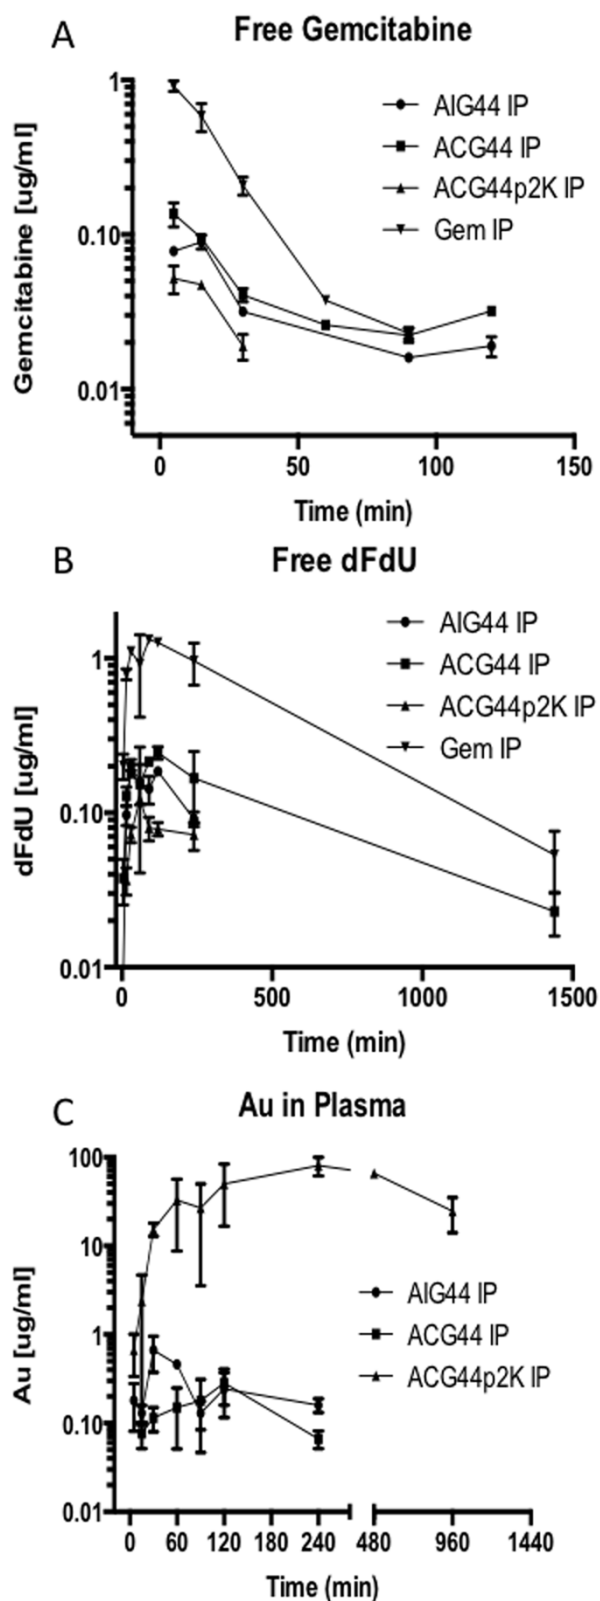 A
Free Gemcitabine
Gemcitabine [ug/ml]
1
0.10
0.01
AIG44 IP
ACG44 IP
ACG44p2K IP
Gem IP
0 50 100 150
Time (min)
B
Free dFdU
dFdU [ug/ml]
1
0.10
0.01
AIG44 IP
ACG44 IP
ACG44p2K IP
Gem IP
0 500 1000 1500
Time (min)
C
Au in Plasma
Au [ug/ml]
100
10
1
0.10
0.01
AIG44 IP
ACG44 IP
ACG44p2K IP
0 60 120 180 240 480 960 1440
Time (min)